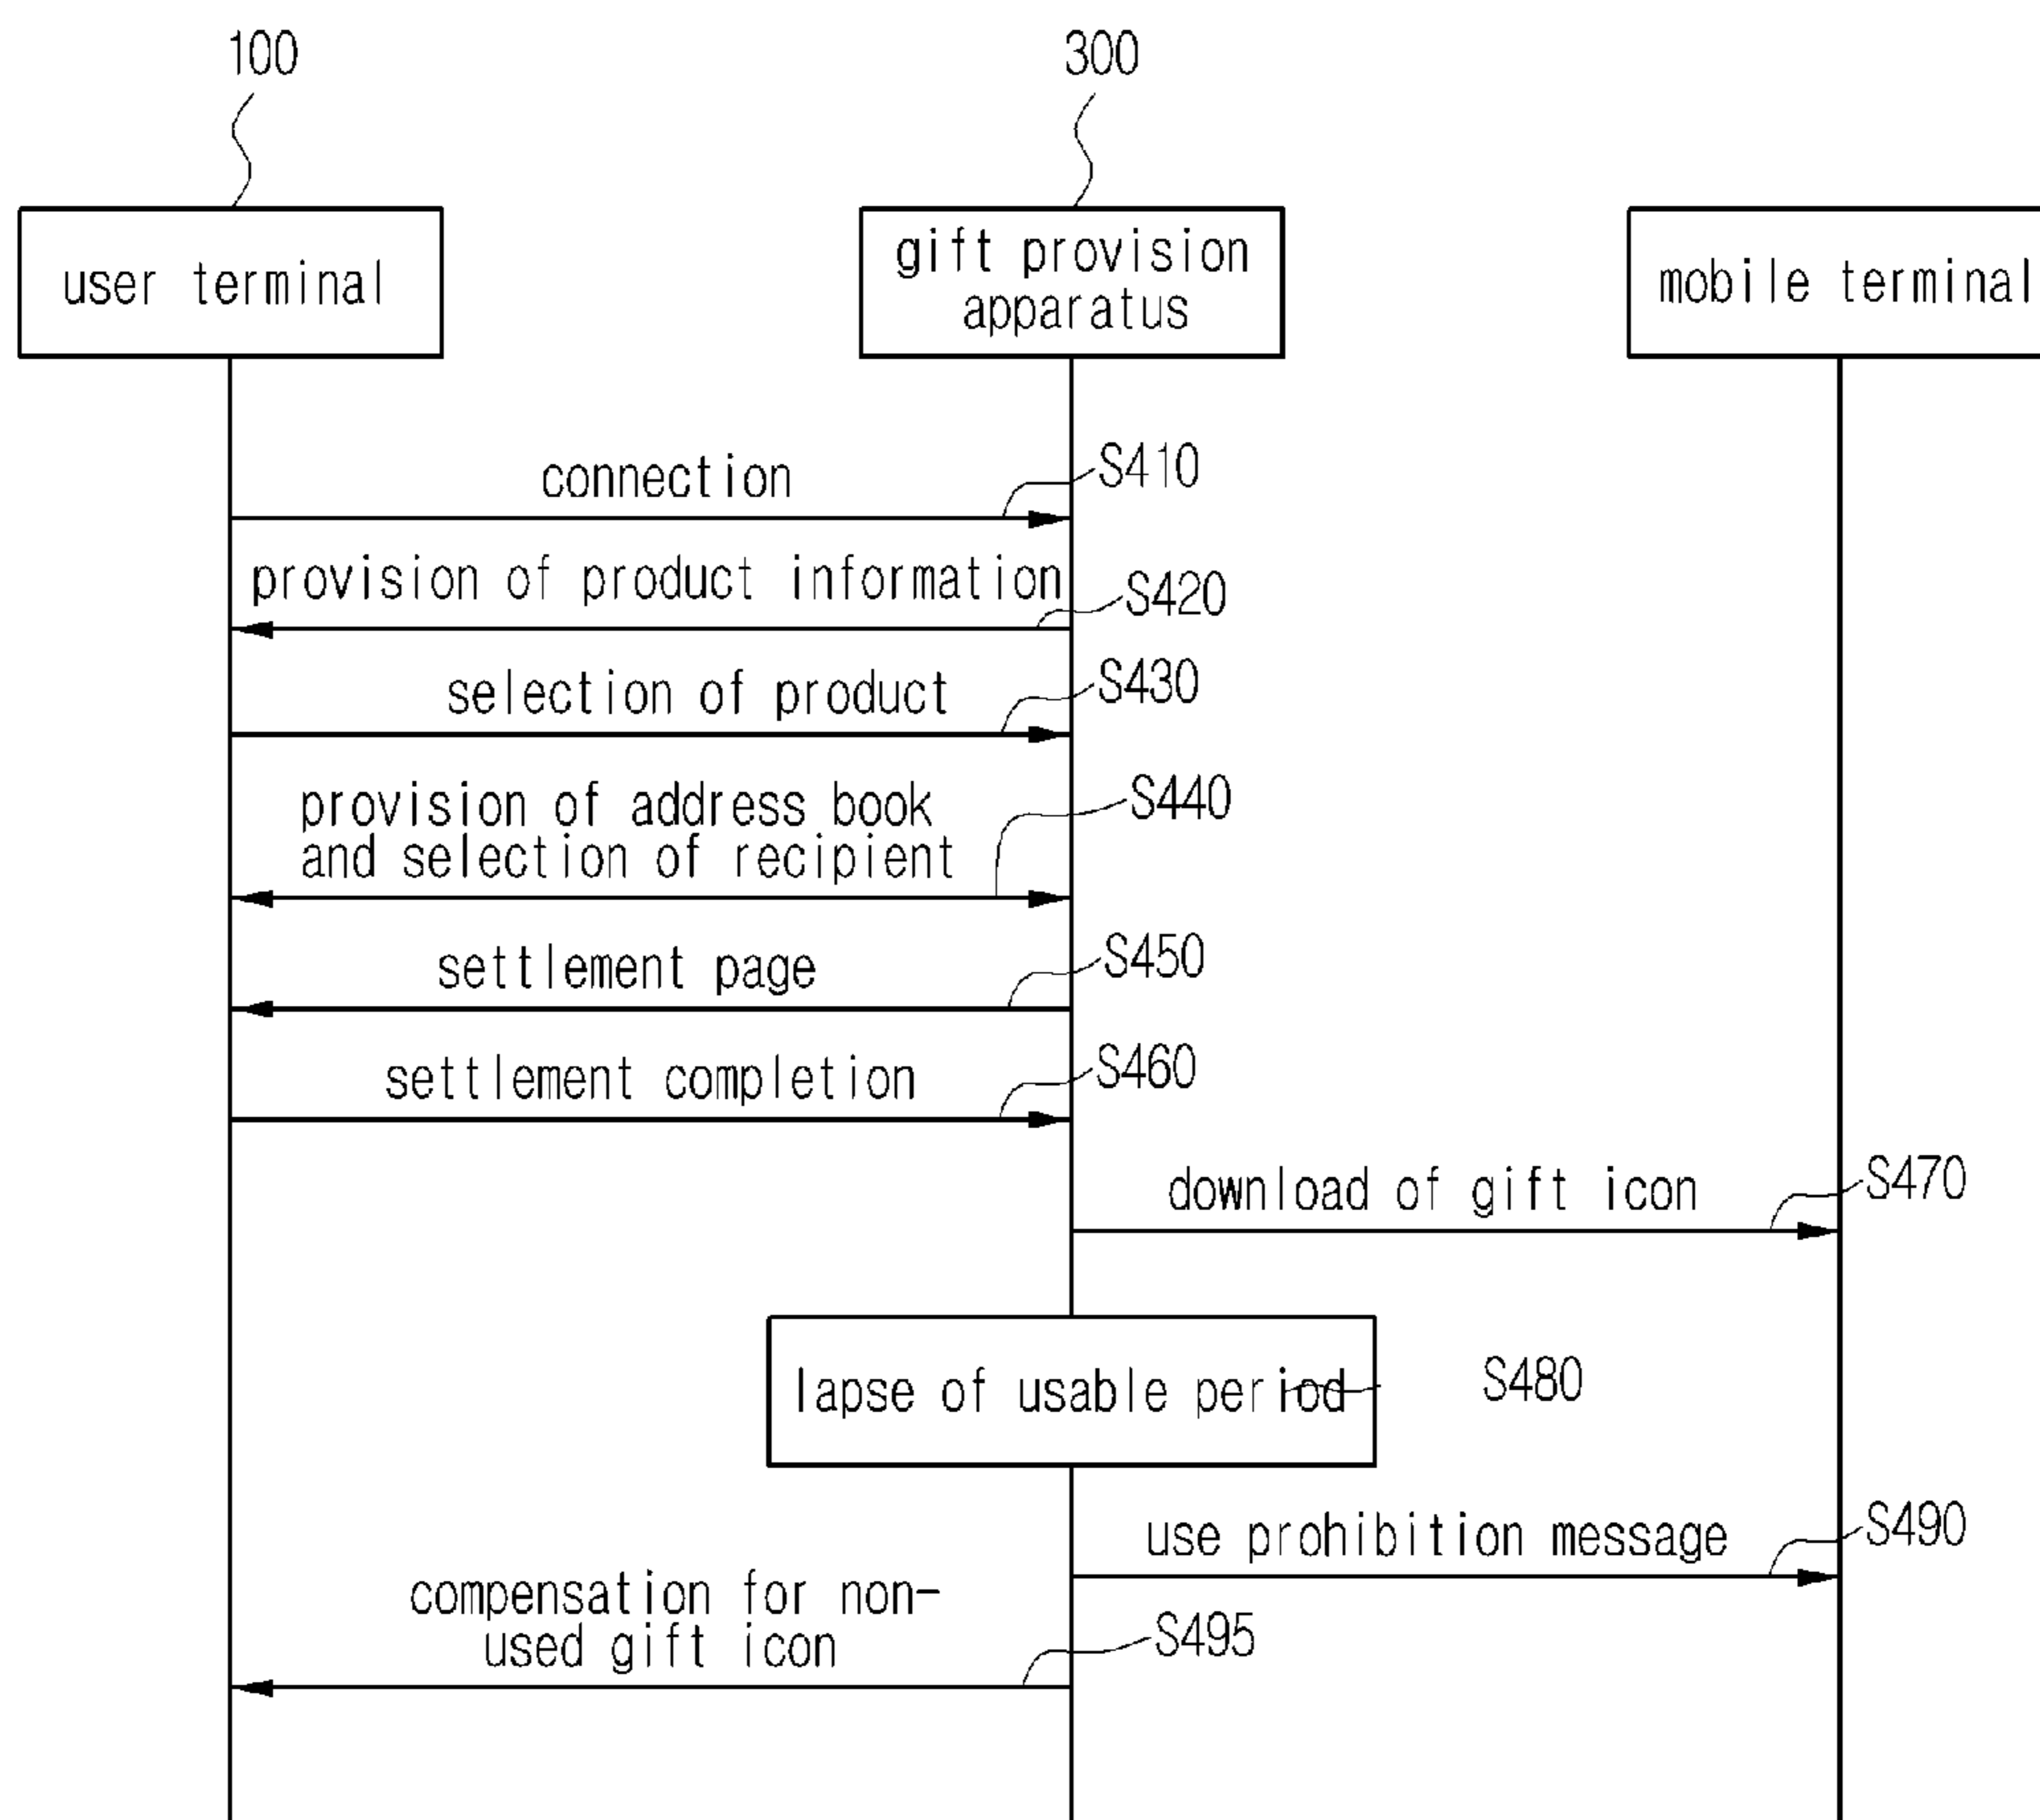 100
300
user terminal
gift provision
apparatus
mobile terminal
connection
S410
provision of product information
S420
selection of product
S430
provision of address book
and selection of recipient
S440
settlement page
S450
settlement completion
S460
download of gift icon
S470
lapse of usable period
S480
use prohibition message
S490
compensation for non-
used gift icon
S495